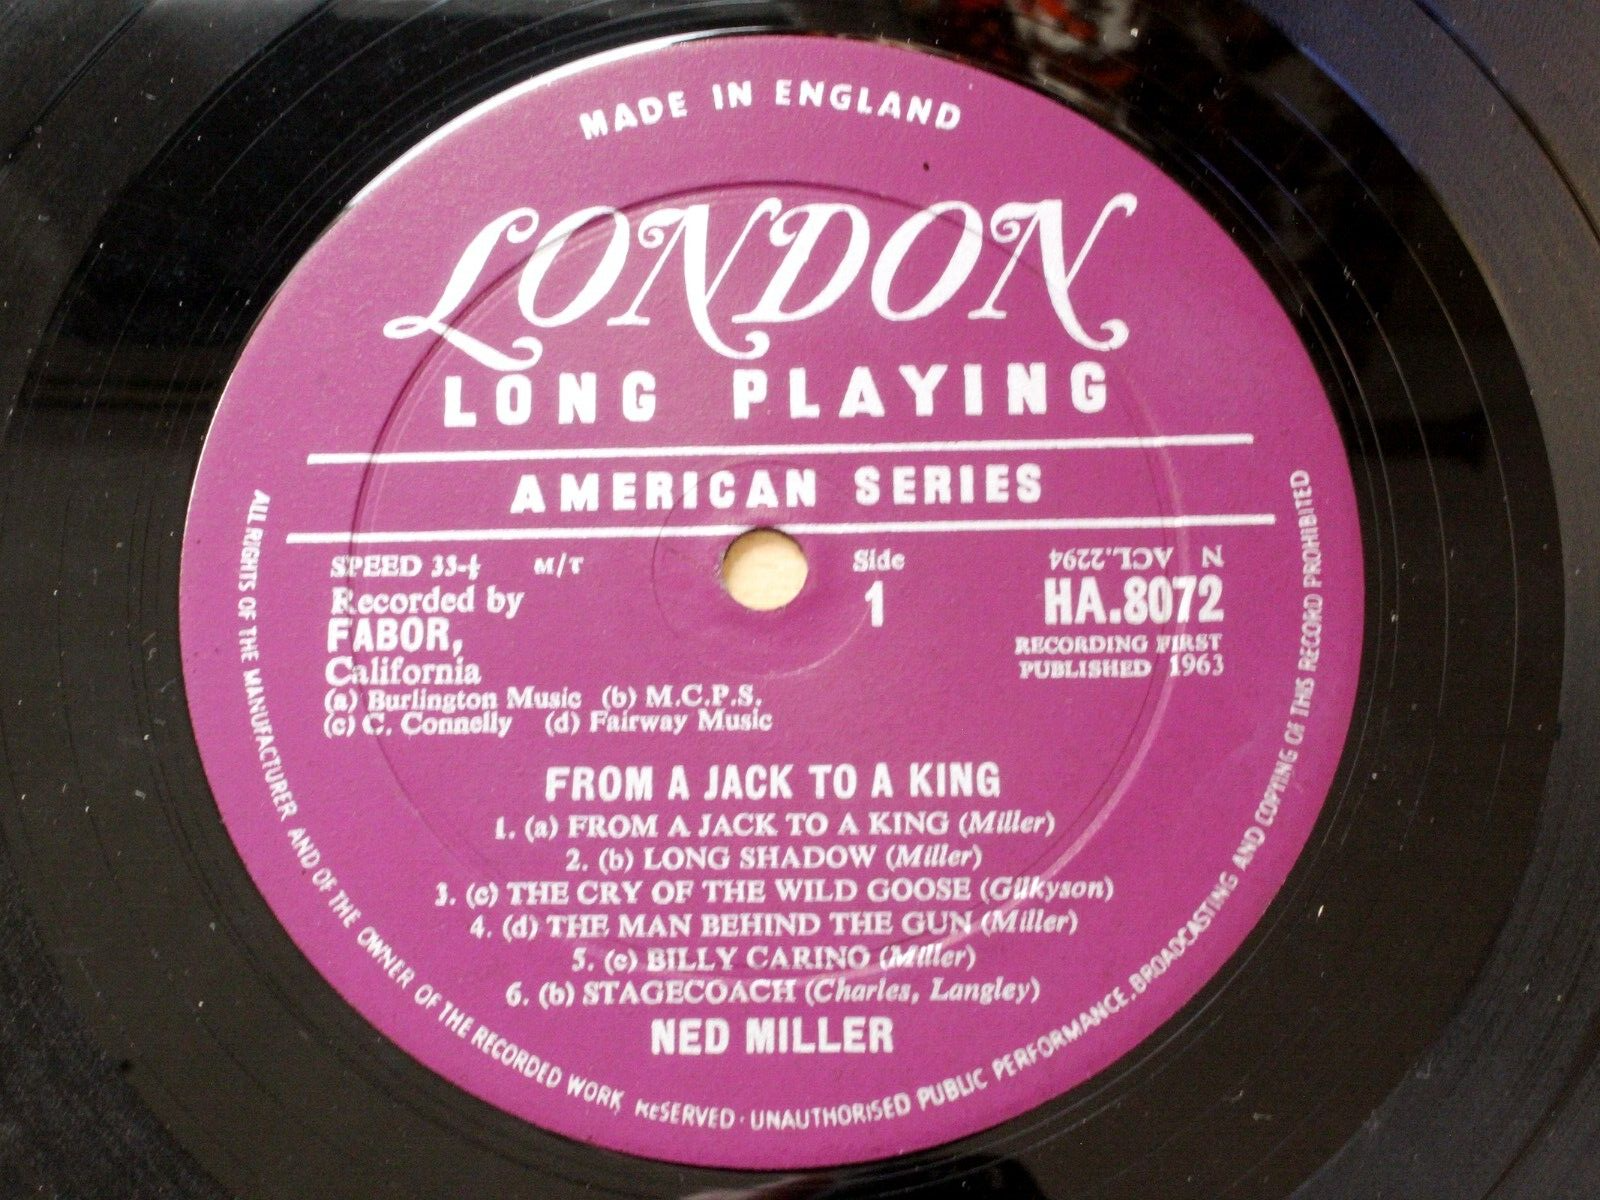 MADE IN ENGLAND
LONDON
LONG PLAYING
AMERICAN SERIES
SPEED 33-⅓ M/T
Side
N ACL.2294
Recorded by
1
HA.8072
FABOR,
RECORDING FIRST
California
PUBLISHED 1963
(a) Burlington Music (b) M.C.P.S.
(c) C. Connelly (d) Fairway Music
FROM A JACK TO A KING
1. (a) FROM A JACK TO A KING (Miller)
2. (b) LONG SHADOW (Miller)
3. (c) THE CRY OF THE WILD GOOSE (Gilkyson)
4. (d) THE MAN BEHIND THE GUN (Miller)
5. (c) BILLY CARINO (Miller)
6. (b) STAGECOACH (Charles, Langley)
NED MILLER
ALL RIGHTS OF THE MANUFACTURER AND OF THE OWNER OF THE RECORDED WORK RESERVED · UNAUTHORISED PUBLIC PERFORMANCE, BROADCASTING AND COPYING OF THIS RECORD PROHIBITED